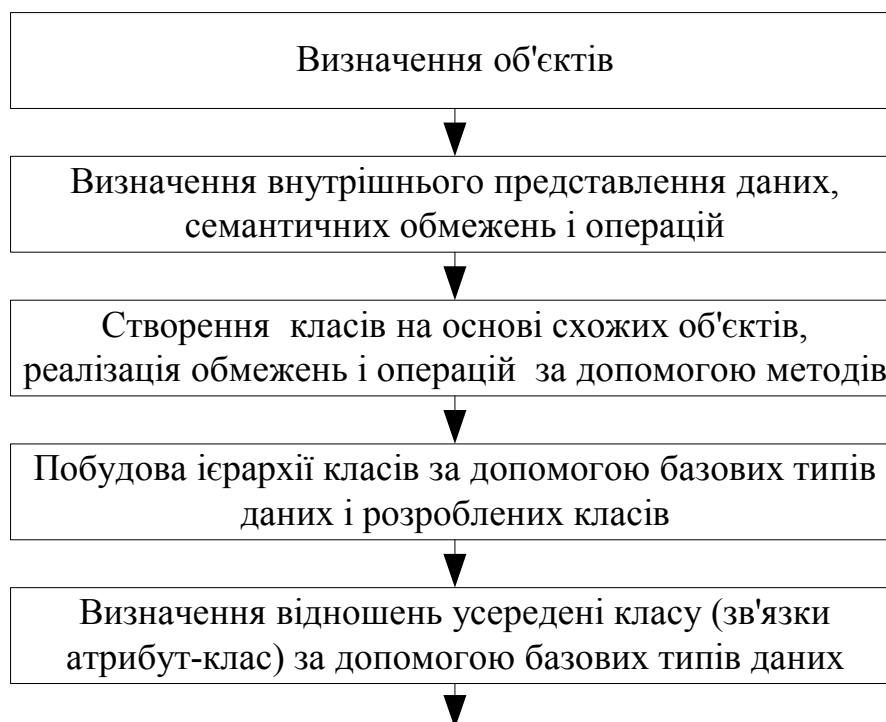 Визначення об'єктів
Визначення внутрішнього представлення даних,
семантичних обмежень і операцій
Створення класів на основі схожих об'єктів,
реалізація обмежень і операцій за допомогою методів
Побудова ієрархії класів за допомогою базових типів
даних і розроблених класів
Визначення відношень усередені класу (зв'язки
атрибут-клас) за допомогою базових типів даних